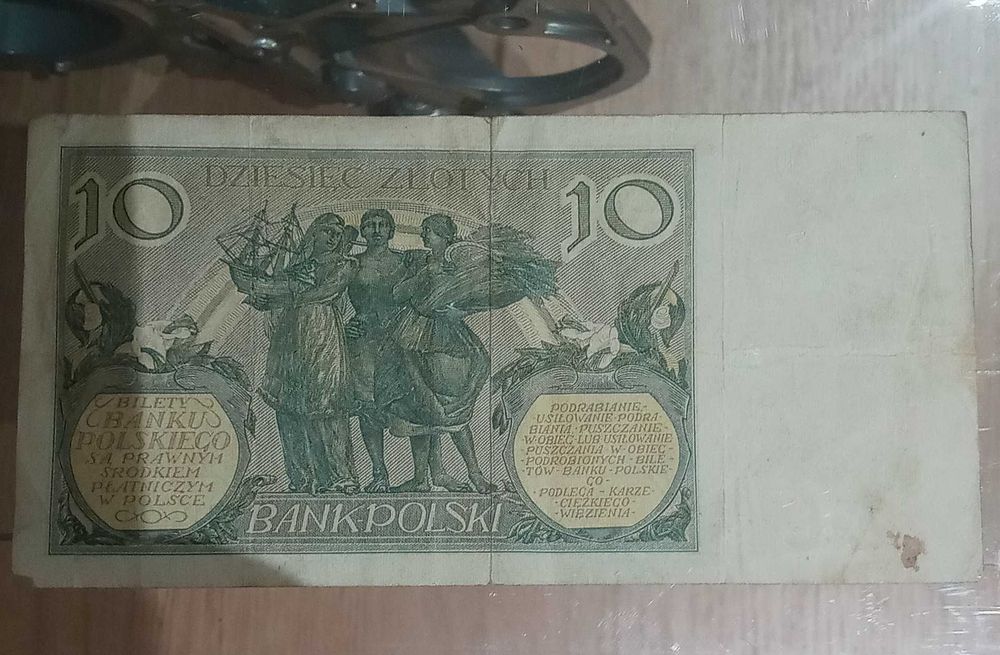 DZIESIĘC ZŁOTYCH
10
10
BILETY
BANKU
POLSKIEGO
SĄ PRAWNYM
ŚRODKIEM
PŁATNICZYM
W POLSCE
PODRABIANIE,-
-USIŁOWANIE-PODRA-
BIANIA-PUSZCZANIE-
W-OBIEG-LUB-USIŁOWANIE
PUSZCZANIA W OBIEG-
-PODROBIONYCH-BILE-
TÓW-BANKU-POLSKIE-
GO-
-PODLEGA-KARZE-
-CIĘŻKIEGO-
-WIĘZIENIA-
BANK POLSKI